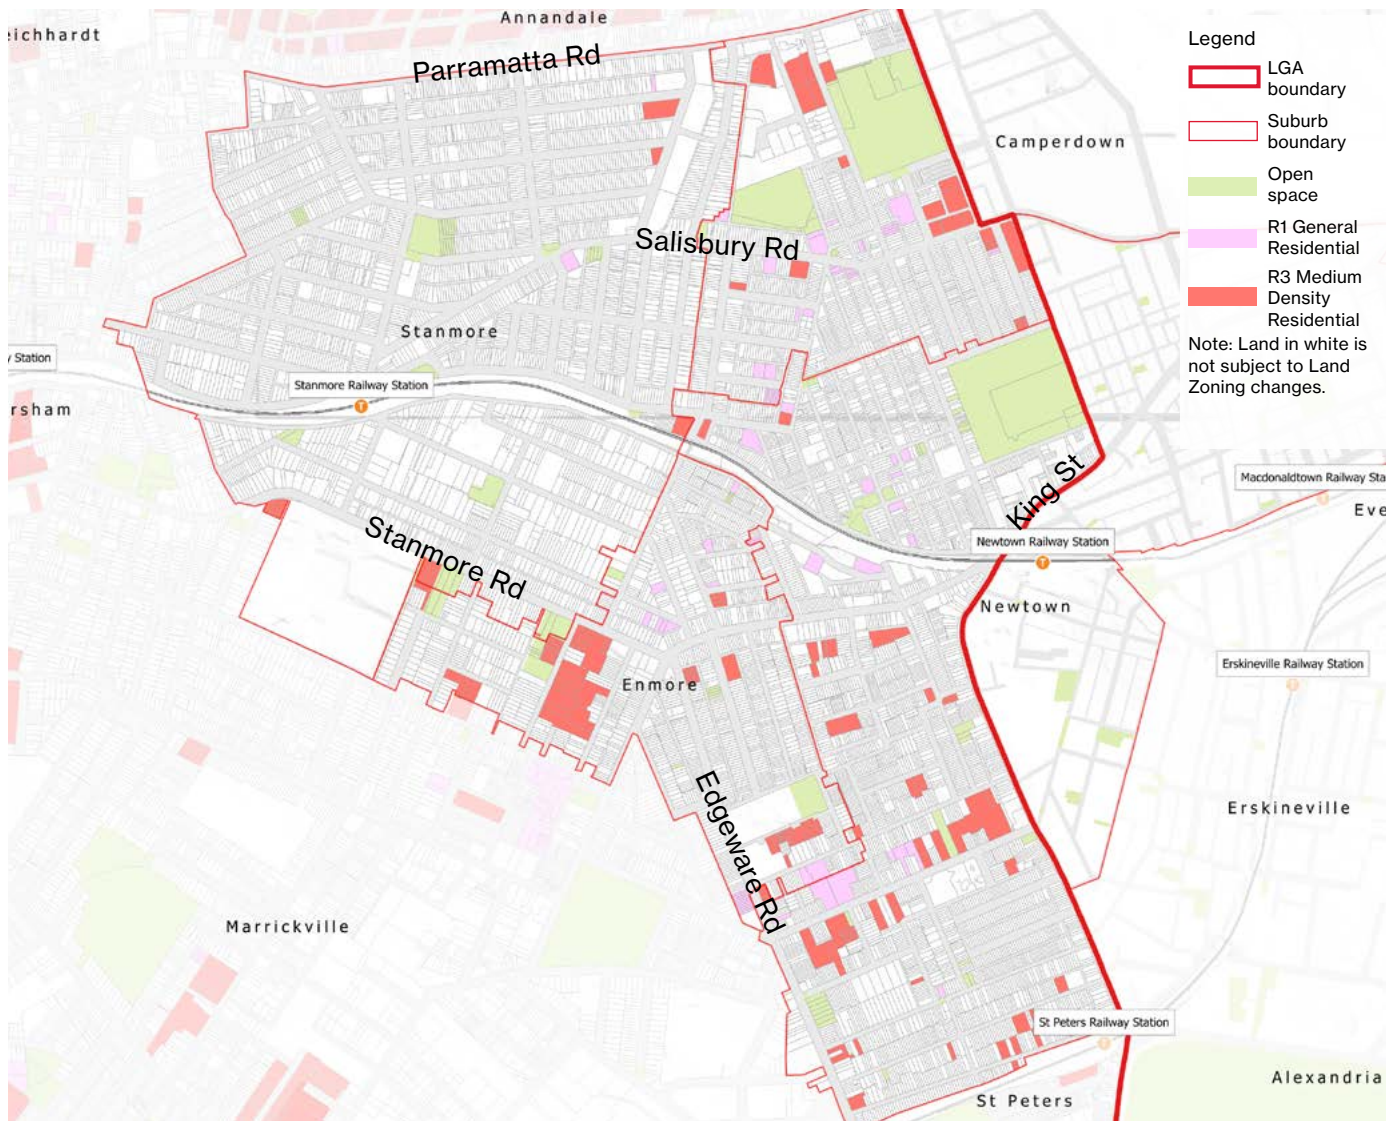 Annandale
eichhardt
Parramatta Rd
Legend
LGA
boundary
Suburb
boundary
Open
space
R1 General
Residential
R3 Medium
Density
Residential
Note: Land in white is
not subject to Land
Zoning changes.
Camperdown
Salisbury Rd
Stanmore
y Station
Stanmore Railway Station
rsham
King St
Macdonaldtown Railway Sta
Eve
Stanmore Rd
Newtown Railway Station
Newtown
Erskineville Railway Station
Enmore
Edgeware Rd
Erskineville
Marrickville
St Peters Railway Station
Alexandria
St Peters